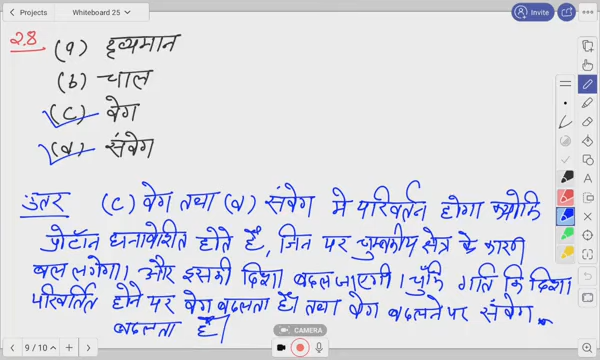 Projects
Whiteboard 25
Invite
2.8
(a) द्रव्यमान
(b) चाल
(c) वेग
(d) संवेग
उत्तर (c) वेग तथा (d) संवेग मे परिवर्तन होगा क्योकि
प्रोटॉन धनावेशित होते हैं, जिन पर चुम्बकीय क्षेत्र के कारण
बल लगेगा। और इसकी दिशा बदल जाएगी। चूँकि गति कि दिशा
परिवर्तित होने पर वेग बदलता है। तथा वेग बदलने पर संवेग
बदलता है।
CAMERA
9 / 10